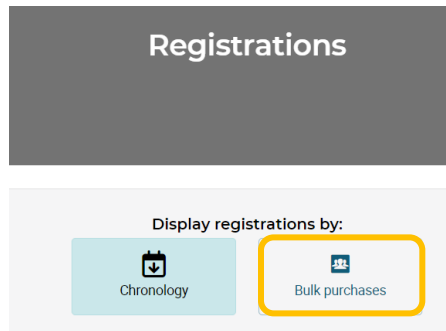 Registrations
Display registrations by:
Chronology
Bulk purchases